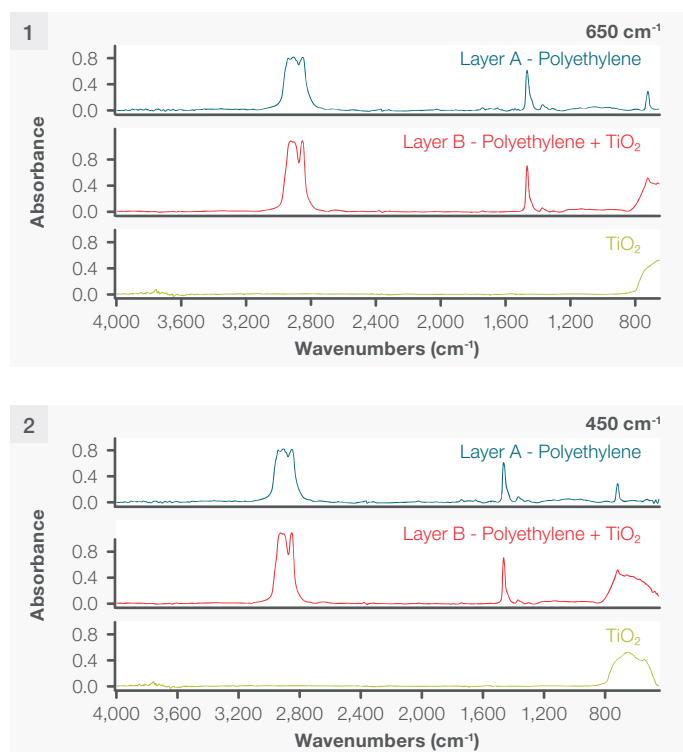 1
650 cm⁻¹
Layer A - Polyethylene
0.8
0.4
0.0
Absorbance
Layer B - Polyethylene + TiO₂
0.8
0.4
0.0
TiO₂
0.8
0.4
0.0
4,000 3,600 3,200 2,800 2,400 2,000 1,600 1,200 800
Wavenumbers (cm⁻¹)
2
450 cm⁻¹
Layer A - Polyethylene
0.8
0.4
0.0
Absorbance
Layer B - Polyethylene + TiO₂
0.8
0.4
0.0
TiO₂
0.8
0.4
0.0
4,000 3,600 3,200 2,800 2,400 2,000 1,600 1,200 800
Wavenumbers (cm⁻¹)